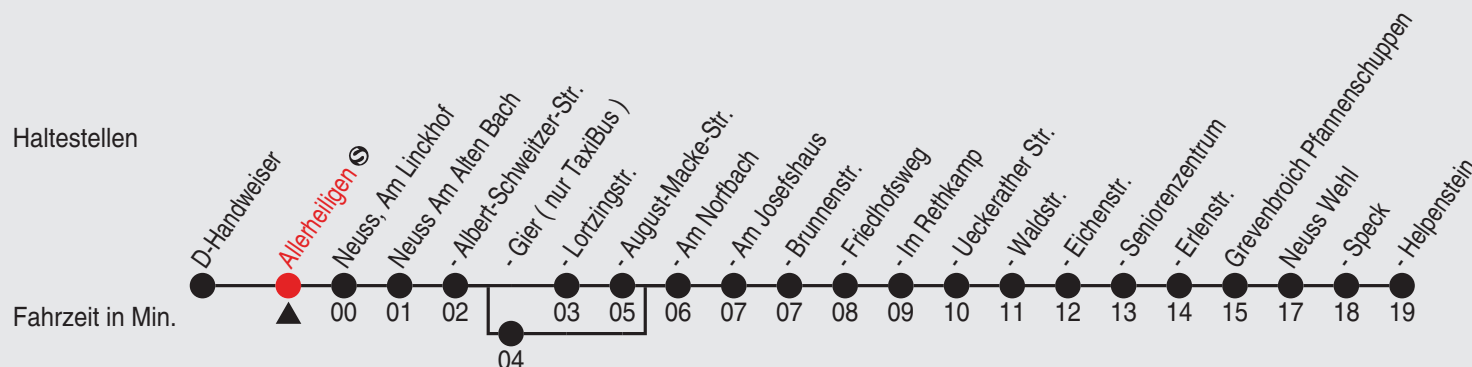 Haltestellen
D-Handweiser
Allerheiligen Ⓢ
Neuss, Am Linckhof
Neuss Am Alten Bach
- Albert-Schweitzer-Str.
- Gier ( nur TaxiBus )
- Lortzingstr.
- August-Macke-Str.
- Am Norfbach
- Am Josefshaus
- Brunnenstr.
- Friedhofsweg
- Im Rethkamp
- Ueckerather Str.
- Waldstr.
- Eichenstr.
- Seniorenzentrum
- Erlenstr.
Grevenbroich Pfannenschuppen
Neuss Wehl
- Speck
- Helpenstein
Fahrzeit in Min.
00 01 02 03 05 06 07 07 08 09 10 11 12 13 14 15 17 18 19
04